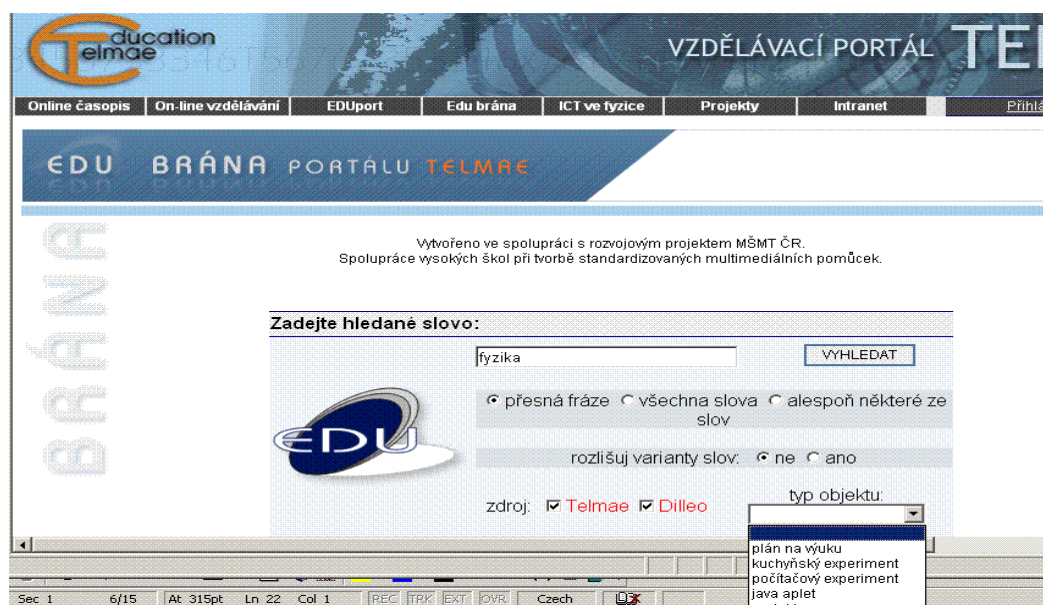 Education
Telmae
VZDĚLÁVACÍ PORTÁL
Online časopis On-line vzdělávání EDUport Edu brána ICT ve fyzice Projekty Intranet
EDU BRÁNA PORTÁLU TELMAE
BRÁNA
Vytvořeno ve spolupráci s rozvojovým projektem MŠMT ČR.
Spolupráce vysokých škol při tvorbě standardizovaných multimediálních pomůcek.
Zadejte hledané slovo:
fyzika VYHLEDAT
přesná fráze všechna slova alespoň některé ze
slov
EDU
rozlišuj varianty slov: ne ano
typ objektu:
zdroj: Telmae Dilleo
plán na výuku
kuchyňský experiment
počítačový experiment
java aplet
Sec 1 6/15 At 315pt Ln 22 Col 1 REC TRK EXT OVR Czech